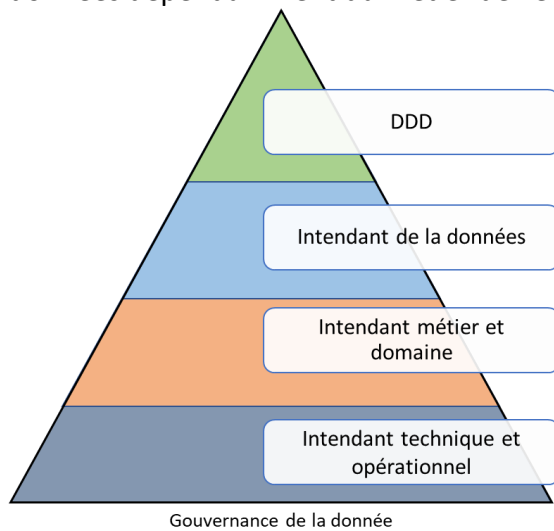 DDD
Intendant de la données
Intendant métier et
domaine
Intendant technique et
opérationnel
Gouvernance de la donnée